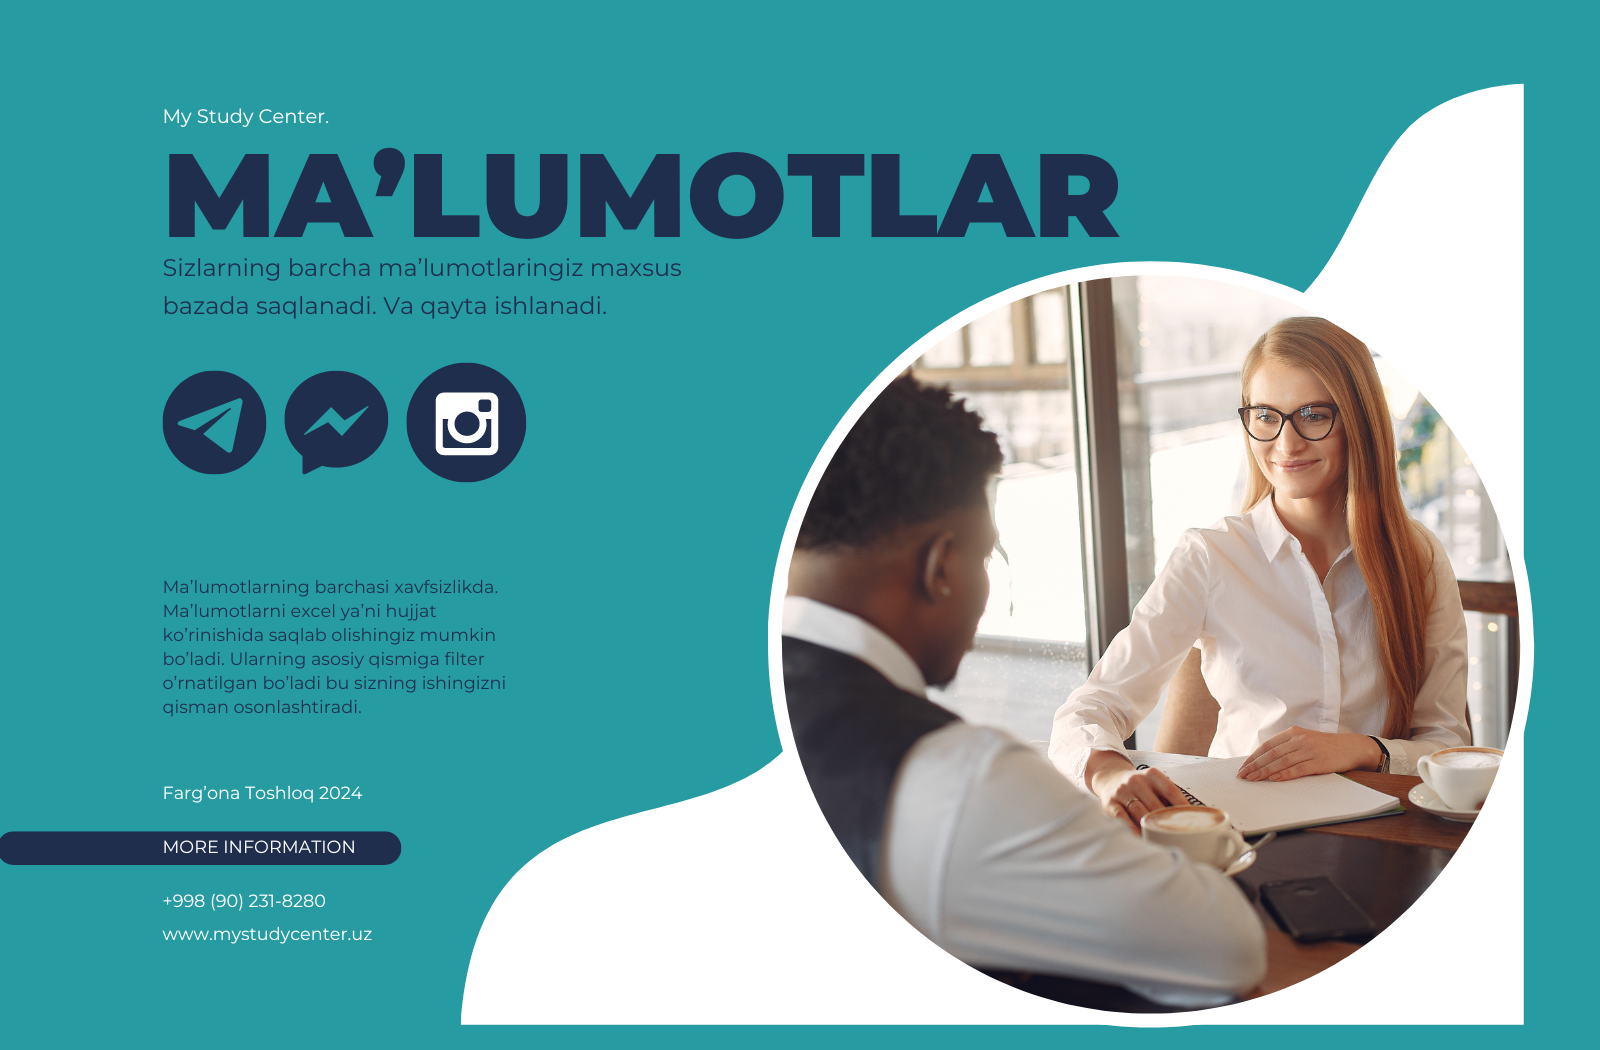 My Study Center.
MA’LUMOTLAR
Sizlarning barcha ma’lumotlaringiz maxsus
bazada saqlanadi. Va qayta ishlanadi.
Ma’lumotlarning barchasi xavfsizlikda.
Ma’lumotlarni excel ya’ni hujjat
ko’rinishida saqlab olishingiz mumkin
bo’ladi. Ularning asosiy qismiga filter
o’rnatilgan bo’ladi bu sizning ishingizni
qisman osonlashtiradi.
Farg’ona Toshloq 2024
MORE INFORMATION
+998 (90) 231-8280
www.mystudycenter.uz